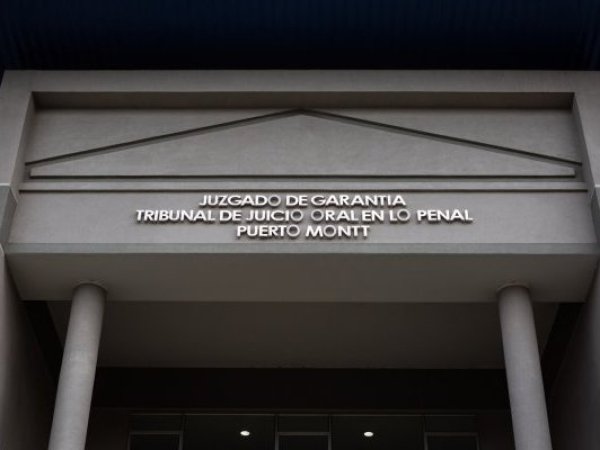 JUZGADO DE GARANTIA
TRIBUNAL DE JUICIO ORAL EN LO PENAL
PUERTO MONTT